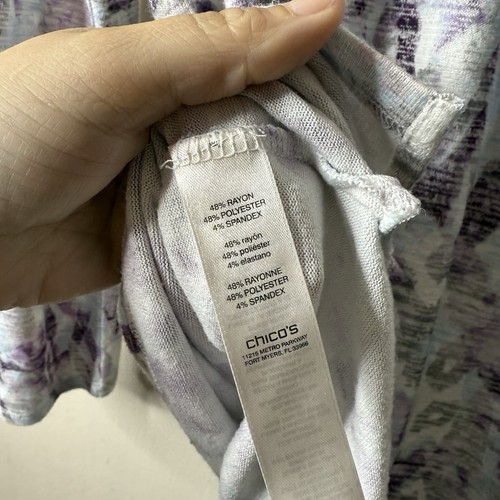 48% RAYON
48% POLYESTER
4% SPANDEX
48% rayón
48% poliéster
4% elastano
48% RAYONNE
48% POLYESTER
4% SPANDEX
chico's
11215 METRO PARKWAY
FORT MYERS, FL 33966